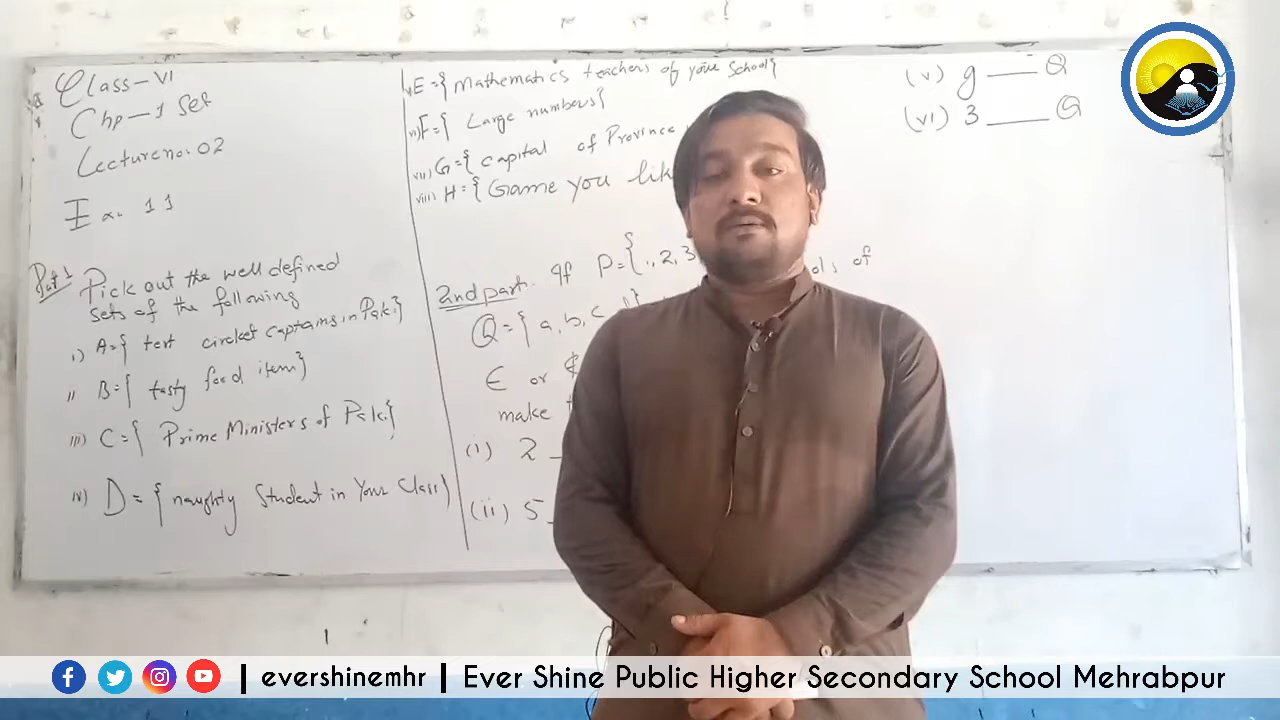 Class-VI
Chp-1 Set
Lecture no. 02
Ex. 1.1
Part 1 Pick out the well defined
sets of the following
i) A={ test circket captains in Pak.}
ii B={ tasty food item}
iii) C={ Prime Ministers of Pak.}
iv) D={ naughty Student in Your Class}
v. E={ Mathematics teachers of your School}
vi) F={ Large numbers}
vii) G={ Capital of Province
viii) H={ Game you lik
2nd part. If P={1,2,3
ols of
Q={ a,b,c
∈ or ∉
make
(i) 2
(ii) 5
(v) g ___ Q
(vi) 3 ___ Q
| evershinemhr | Ever Shine Public Higher Secondary School Mehrabpur